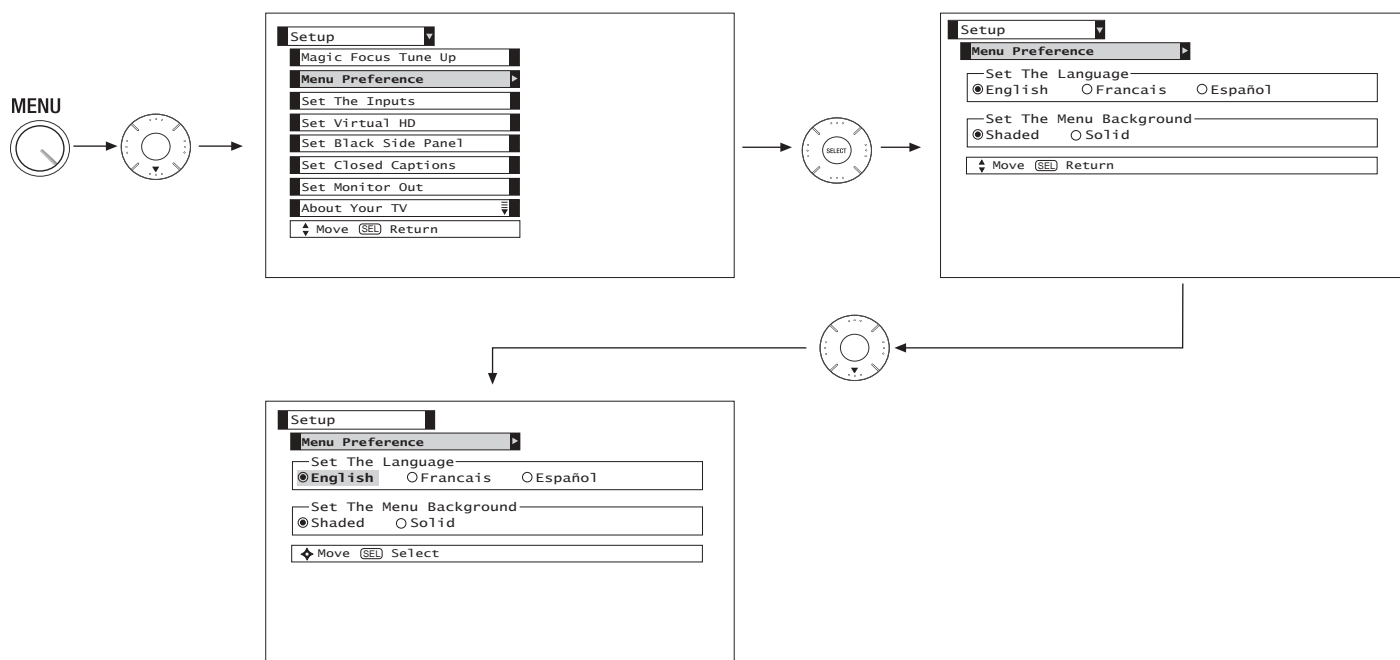 MENU
Setup
Magic Focus Tune Up
Menu Preference
Set The Inputs
Set Virtual HD
Set Black Side Panel
Set Closed Captions
Set Monitor Out
About Your TV
Move SEL Return
SELECT
Setup
Menu Preference
Set The Language
English Francais Español
Set The Menu Background
Shaded Solid
Move SEL Return
Setup
Menu Preference
Set The Language
English Francais Español
Set The Menu Background
Shaded Solid
Move SEL Select